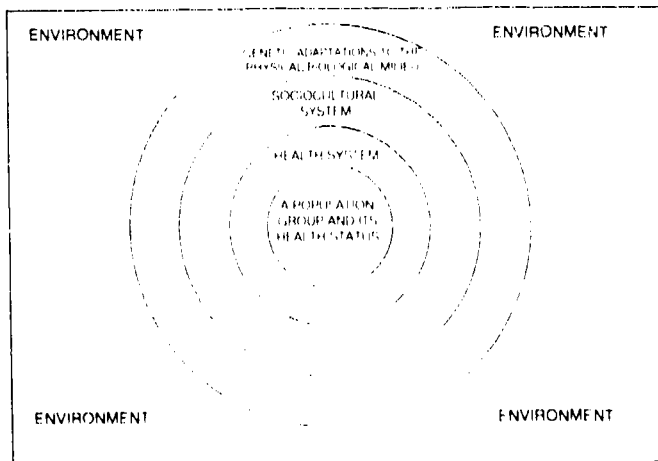 ENVIRONMENT
ENVIRONMENT
GENETIC ADAPTATIONS TO THE
PHYSICAL/BIOLOGICAL MILIEU
SOCIOCULTURAL
SYSTEM
HEALTH SYSTEM
A POPULATION
GROUP AND ITS
HEALTH STATUS
ENVIRONMENT
ENVIRONMENT